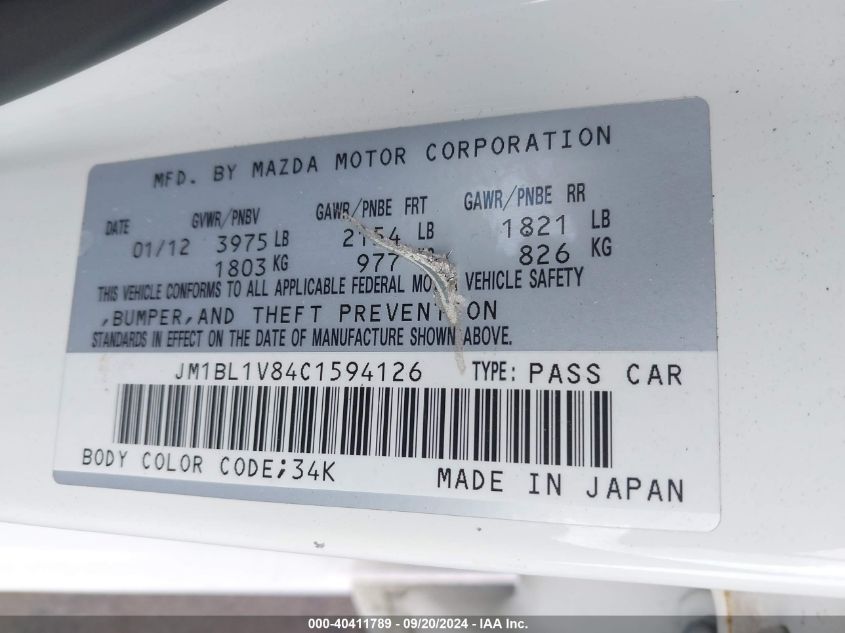 MFD. BY MAZDA MOTOR CORPORATION
DATE GVWR/PNBV GAWR/PNBE FRT GAWR/PNBE RR
01/12 3975 LB 2154 LB 1821 LB
1803 KG 977 826 KG
THIS VEHICLE CONFORMS TO ALL APPLICABLE FEDERAL VEHICLE SAFETY
,BUMPER,AND THEFT PREVENTION
STANDARDS IN EFFECT ON THE DATE OF MANUFACTURE SHOWN ABOVE.
JM1BL1V84C1594126 TYPE: PASS CAR
BODY COLOR CODE;34K MADE IN JAPAN
000-40411789 - 09/20/2024 - IAA Inc.